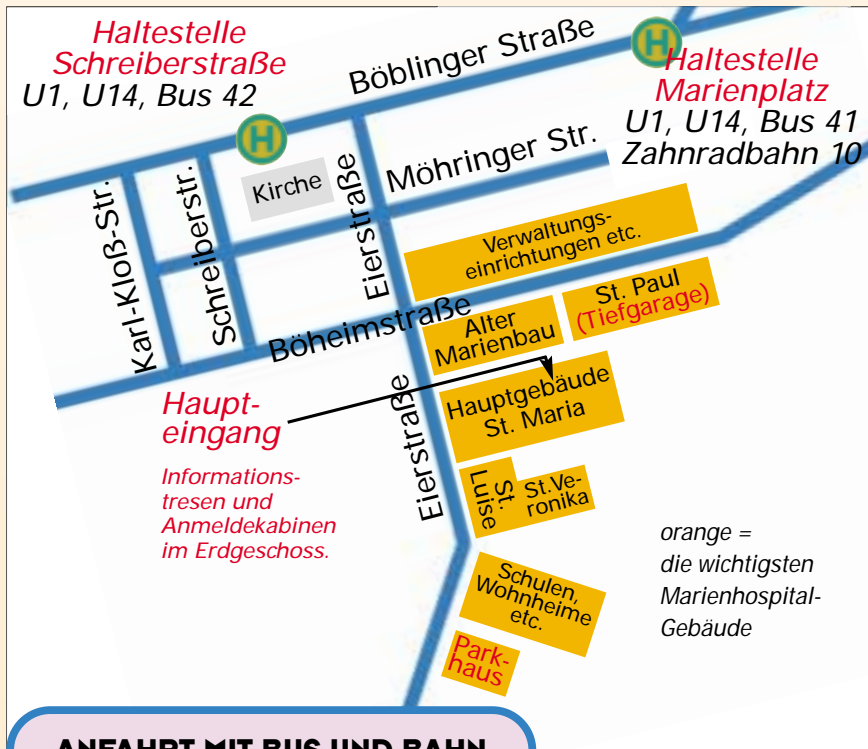 Haltestelle
Schreiberstraße
U1, U14, Bus 42
H
Böblinger Straße
H
Haltestelle
Marienplatz
U1, U14, Bus 41
Zahnradbahn 10
Karl-Kloß-Str.
Schreiberstr.
Kirche
Eierstraße
Möhringer Str.
Verwaltungs-
einrichtungen etc.
Böheimstraße
Alter
Marienbau
St. Paul
(Tiefgarage)
Haupt-
eingang
Informations-
tresen und
Anmeldekabinen
im Erdgeschoss.
Eierstraße
Hauptgebäude
St. Maria
St.
Luise
St.Ve-
ronika
Schulen,
Wohnheime
etc.
Park-
haus
orange =
die wichtigsten
Marienhospital-
Gebäude
ANFAHRT MIT BUS UND BAHN